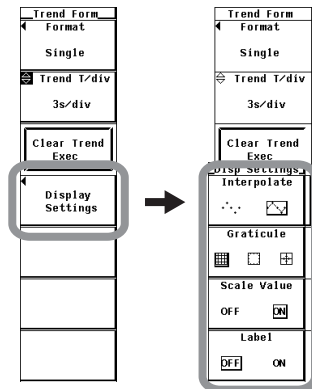 Trend Form
Format
Single
Trend T/div
3s/div
Clear Trend
Exec
Display
Settings
Trend Form
Format
Single
Trend T/div
3s/div
Clear Trend
Exec
Disp Settings
Interpolate
Graticule
Scale Value
OFF ON
Label
OFF ON